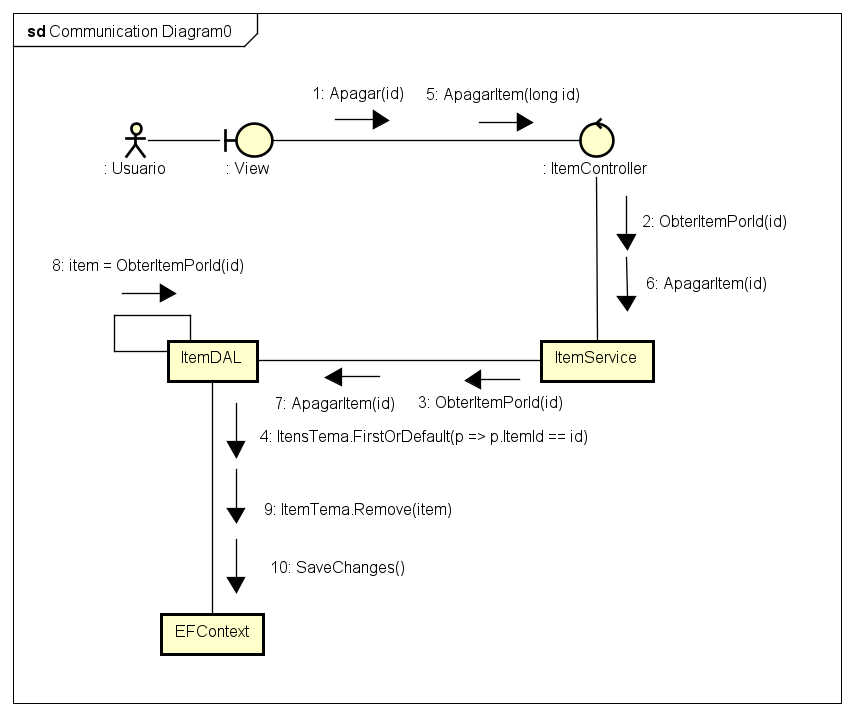 sd Communication Diagram0
1: Apagar(id)
5: ApagarItem(long id)
: Usuario
: View
: ItemController
2: ObterItemPorId(id)
8: item = ObterItemPorId(id)
6: ApagarItem(id)
ItemDAL
ItemService
7: ApagarItem(id)
3: ObterItemPorId(id)
4: ItensTema.FirstOrDefault(p => p.ItemId == id)
9: ItemTema.Remove(item)
10: SaveChanges()
EFContext